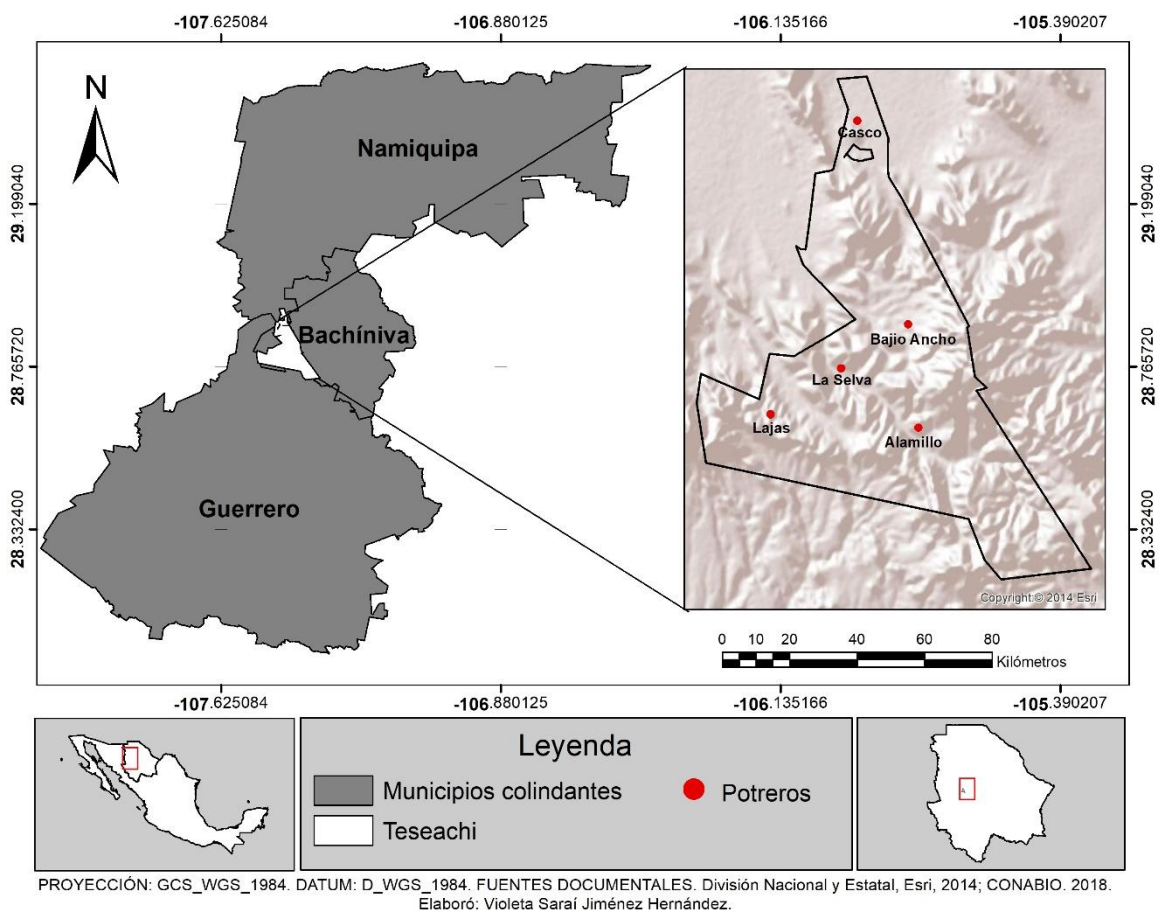 -107.625084 -106.880125 -106.135166 -105.390207
N
Namiquipa
Casco
29.199040
29.199040
Bachíniva
Bajio Ancho
28.765720
28.765720
La Selva
Lajas
Alamillo
Guerrero
28.332400
28.332400
Copyright:© 2014 Esri
0 10 20 40 60 80
Kilómetros
-107.625084 -106.880125 -106.135166 -105.390207
Leyenda
Municipios colindantes
Potreros
Teseachi
PROYECCIÓN: GCS_WGS_1984. DATUM: D_WGS_1984. FUENTES DOCUMENTALES. División Nacional y Estatal, Esri, 2014; CONABIO. 2018.
Elaboró: Violeta Saraí Jiménez Hernández.